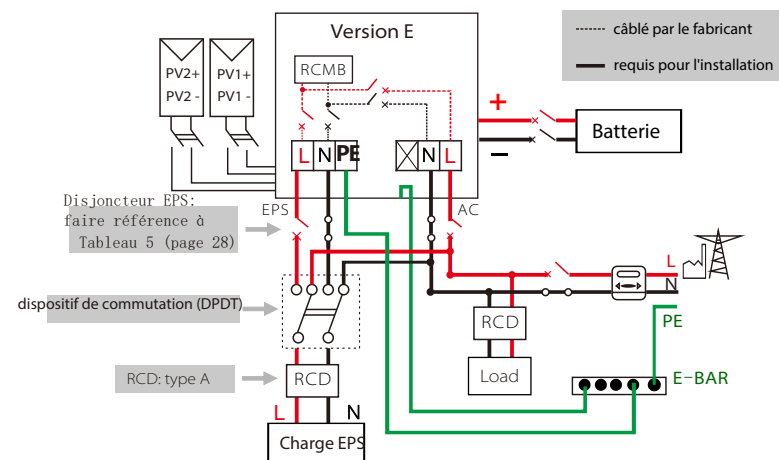 Version E
câblé par le fabricant
requis pour l'installation
RCMB
PV2+
PV2 -
PV1+
PV1 -
+
Batterie
L N PE
N L
EPS
AC
Disjoncteur EPS:
faire référence à
Tableau 5 (page 28)
L
N
dispositif de commutation (DPDT)
RCD
PE
RCD: type A
RCD
Load
E-BAR
L N
Charge EPS